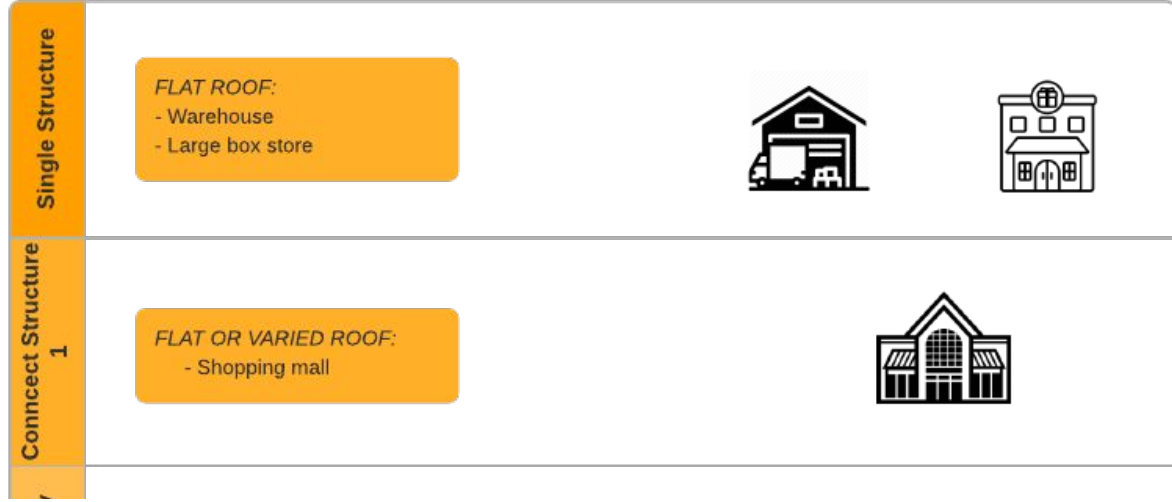 Single Structure
FLAT ROOF:
- Warehouse
- Large box store
Conncect Structure
1
FLAT OR VARIED ROOF:
- Shopping mall